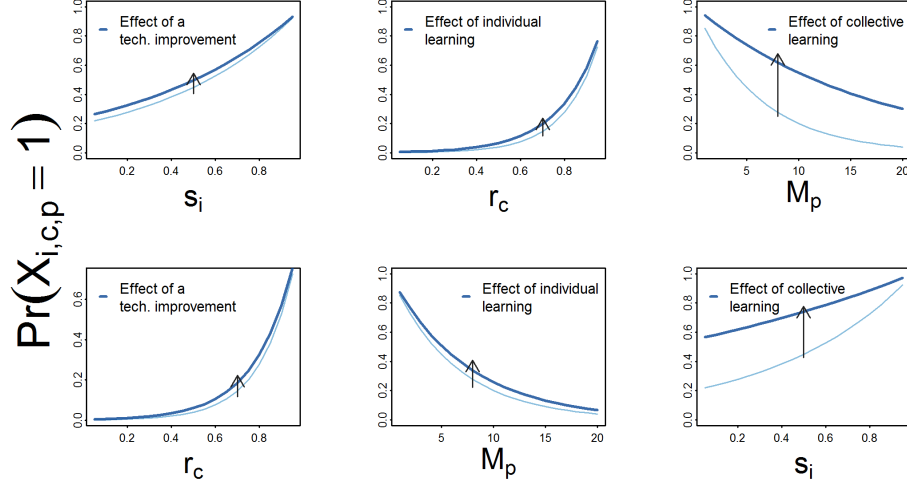 Pr(X_i,c,p = 1)
Effect of a
tech. improvement
0.0 0.2 0.4 0.6 0.8 1.0
0.2 0.4 0.6 0.8
s_i
Effect of individual
learning
0.0 0.2 0.4 0.6 0.8 1.0
0.2 0.4 0.6 0.8
r_c
Effect of collective
learning
0.0 0.2 0.4 0.6 0.8 1.0
5 10 15 20
M_p
Effect of a
tech. improvement
0.0 0.2 0.4 0.6
0.2 0.4 0.6 0.8
r_c
Effect of individual
learning
0.0 0.2 0.4 0.6 0.8 1.0
5 10 15 20
M_p
Effect of collective
learning
0.0 0.2 0.4 0.6 0.8 1.0
0.2 0.4 0.6 0.8
s_i